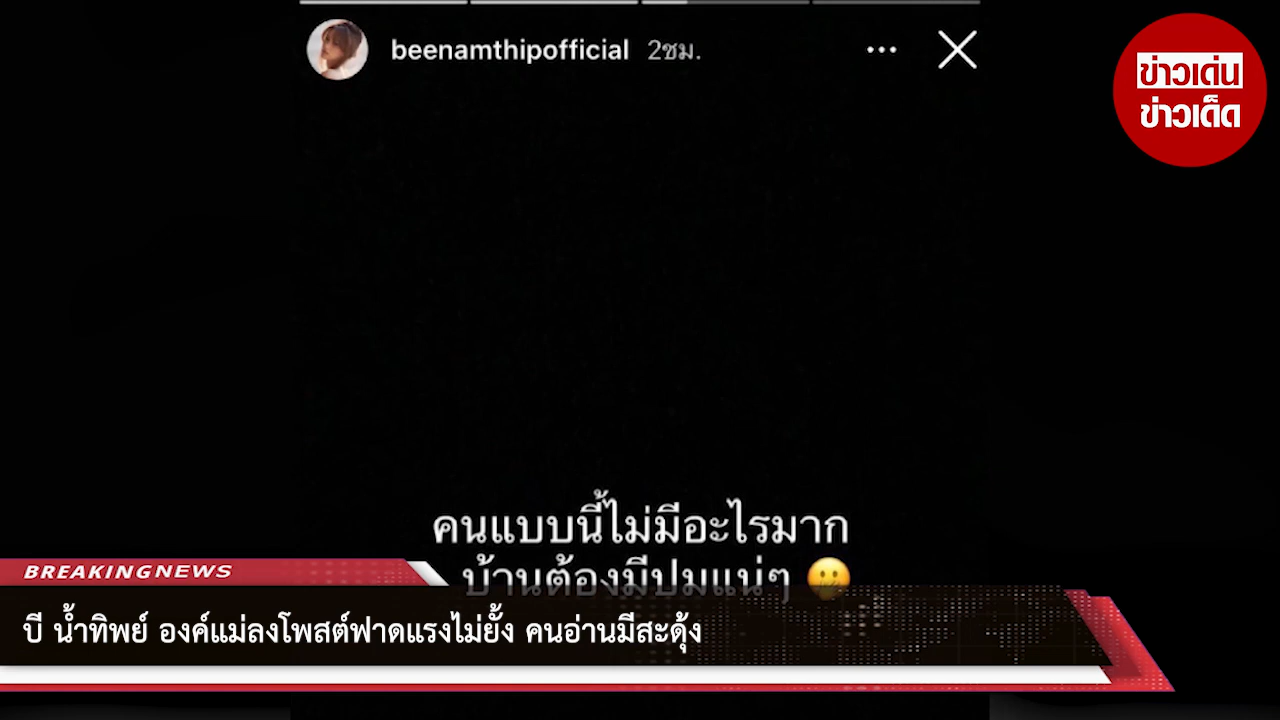 beenamthipofficial 2ชม.
ข่าวเด่น
ข่าวเด็ด
คนแบบนี้ไม่มีอะไรมาก
บ้านต้องมีปมแน่ๆ 🫢
BREAKING NEWS
บี น้ำทิพย์ องค์แม่ลงโพสต์ฟาดแรงไม่ยั้ง คนอ่านมีสะดุ้ง